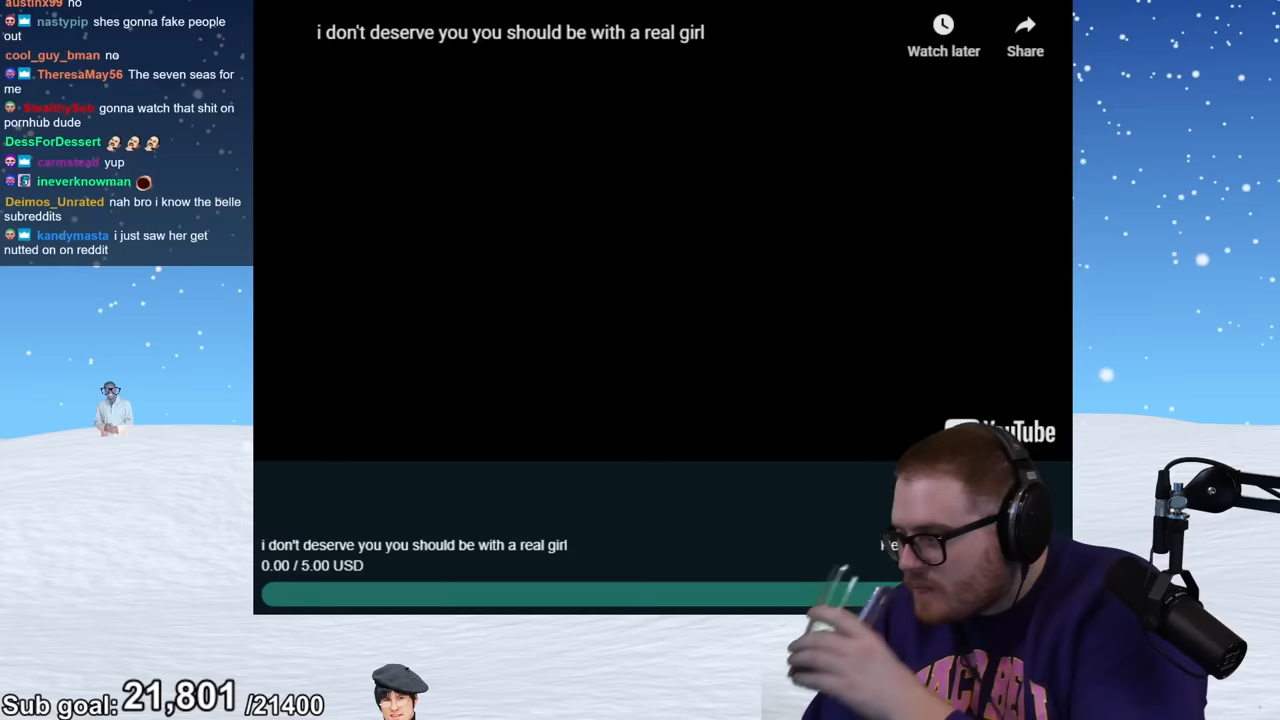 austinx99 no
nastypip shes gonna fake people
out
cool_guy_bman no
TheresaMay56 The seven seas for
me
StealthySeb gonna watch that shit on
pornhub dude
DessForDessert
carmstead yup
ineverknowman
Deimos_Unrated nah bro i know the belle
subreddits
kandymasta i just saw her get
nutted on on reddit
i don't deserve you you should be with a real girl
Watch later
Share
YouTube
i don't deserve you you should be with a real girl
0.00 / 5.00 USD
Sub goal: 21,801 /21400